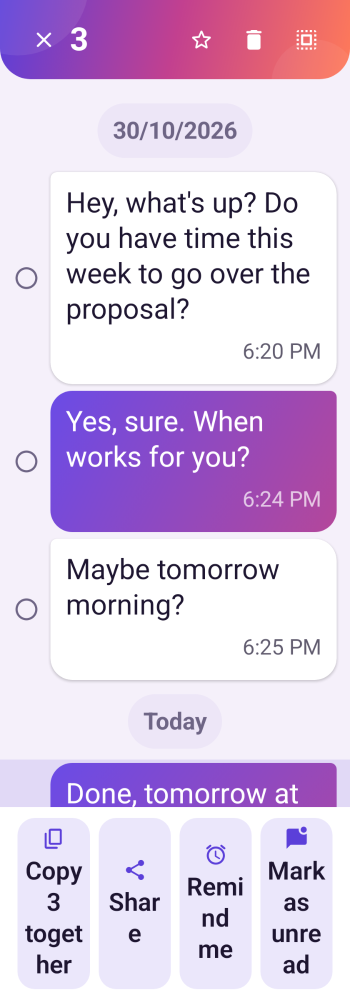 3
30/10/2026
Hey, what's up? Do
you have time this
week to go over the
proposal?
6:20 PM
Yes, sure. When
works for you?
6:24 PM
Maybe tomorrow
morning?
6:25 PM
Today
Done, tomorrow at
Copy
3
toget
her
Shar
e
Remi
nd
me
Mark
as
unre
ad